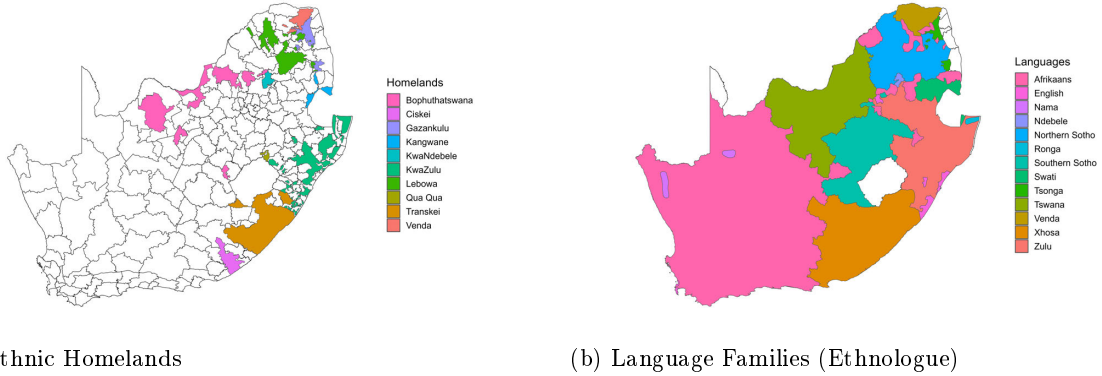 Homelands
Bophuthatswana
Ciskei
Gazankulu
Kangwane
KwaNdebele
KwaZulu
Lebowa
Qua Qua
Transkei
Venda
Languages
Afrikaans
English
Nama
Ndebele
Northern Sotho
Ronga
Southern Sotho
Swati
Tsonga
Tswana
Venda
Xhosa
Zulu
thnic Homelands
(b) Language Families (Ethnologue)